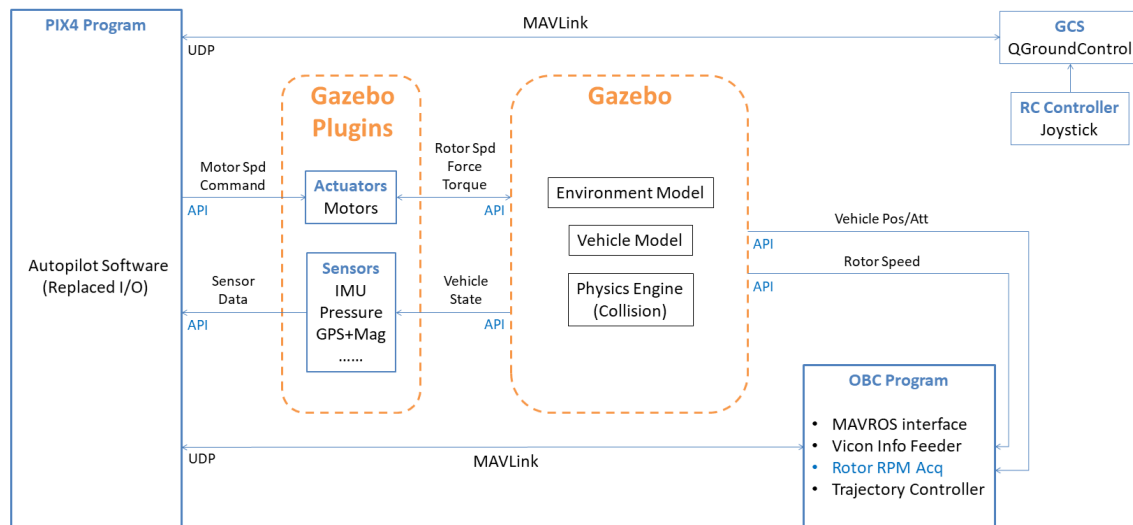 PIX4 Program
MAVLink
GCS
QGroundControl
UDP
Gazebo
Plugins
Gazebo
RC Controller
Joystick
Motor Spd
Command
Rotor Spd
Force
Torque
Actuators
Motors
API
API
Environment Model
Vehicle Model
Physics Engine
(Collision)
Vehicle Pos/Att
API
Rotor Speed
API
Autopilot Software
(Replaced I/O)
Sensor
Data
API
Sensors
IMU
Pressure
GPS+Mag
......
Vehicle
State
API
OBC Program
• MAVROS interface
• Vicon Info Feeder
• Rotor RPM Acq
• Trajectory Controller
UDP
MAVLink